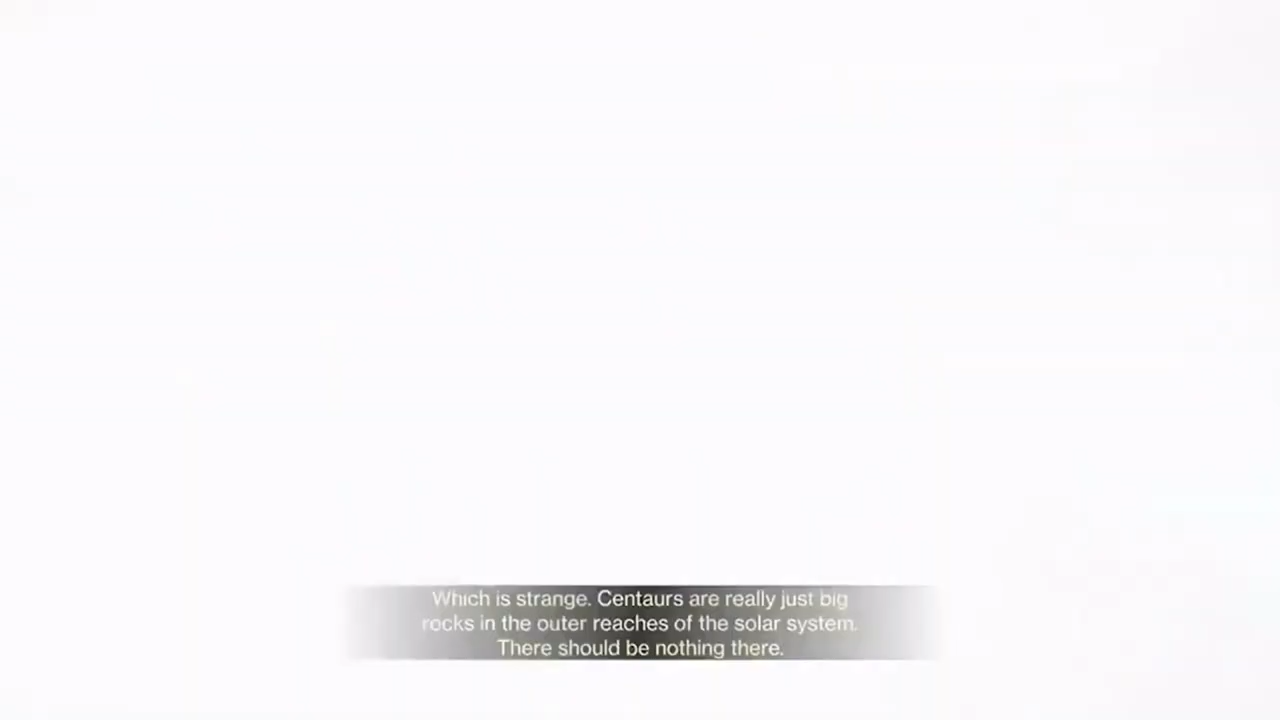 Which is strange. Centaurs are really just big
rocks in the outer reaches of the solar system.
There should be nothing there.